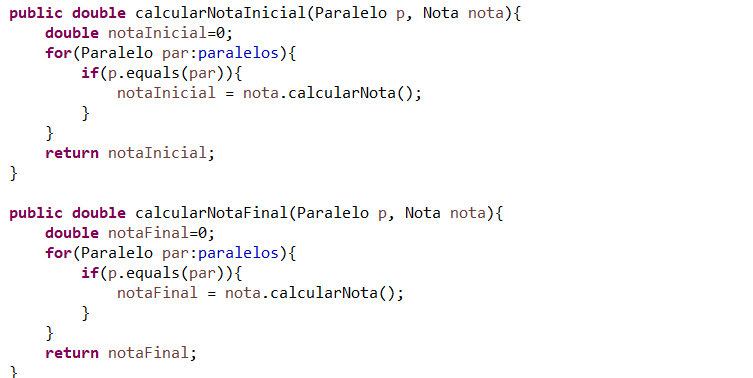 public double calcularNotaInicial(Paralelo p, Nota nota){
    double notaInicial=0;
    for(Paralelo par:paralelos){
        if(p.equals(par)){
            notaInicial = nota.calcularNota();
        }
    }
    return notaInicial;
}

public double calcularNotaFinal(Paralelo p, Nota nota){
    double notaFinal=0;
    for(Paralelo par:paralelos){
        if(p.equals(par)){
            notaFinal = nota.calcularNota();
        }
    }
    return notaFinal;
}